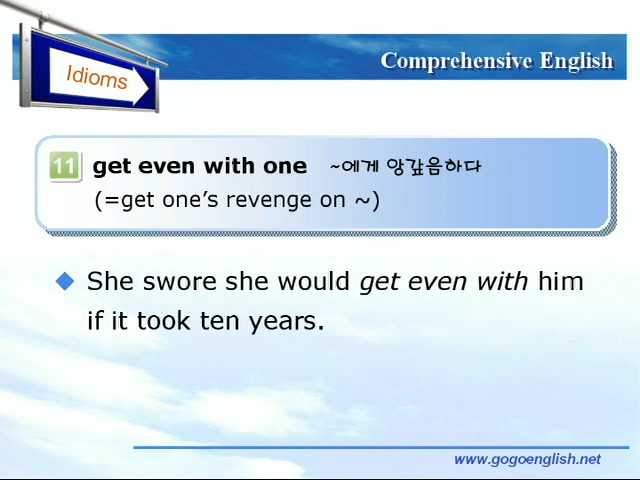 Idioms
Comprehensive English
11 get even with one ~에게 앙갚음하다
(=get one’s revenge on ~)
She swore she would get even with him
if it took ten years.
www.gogoenglish.net